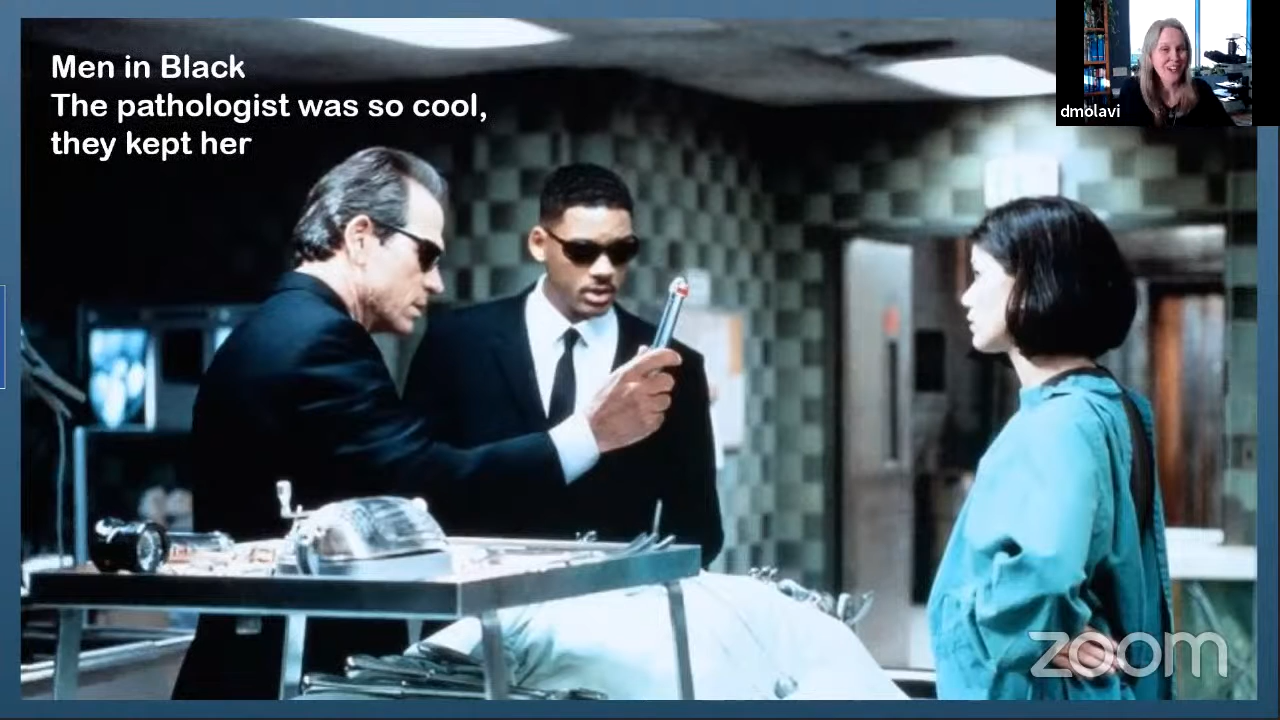 Men in Black
The pathologist was so cool,
they kept her
dmolavi
zoom